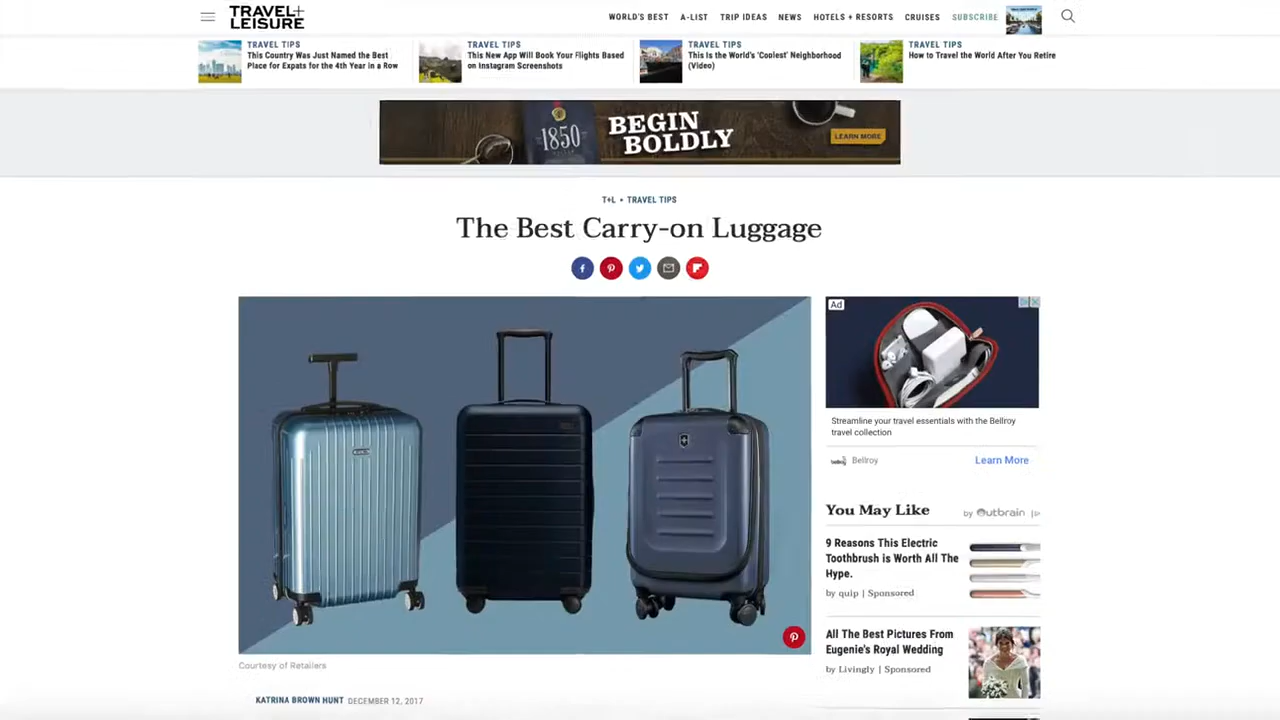 TRAVEL+
LEISURE
WORLD'S BEST
A-LIST
TRIP IDEAS
NEWS
HOTELS + RESORTS
CRUISES
SUBSCRIBE
TRAVEL TIPS
This Country Was Just Named the Best
Place for Expats for the 4th Year in a Row
TRAVEL TIPS
This New App Will Book Your Flights Based
on Instagram Screenshots
TRAVEL TIPS
This Is the World's 'Coolest' Neighborhood
(Video)
TRAVEL TIPS
How to Travel the World After You Retire
1850
BEGIN
BOLDLY
LEARN MORE
T+L • TRAVEL TIPS
The Best Carry-on Luggage
Ad
Streamline your travel essentials with the Bellroy
travel collection
Bellroy
Learn More
You May Like
by Outbrain
9 Reasons This Electric
Toothbrush is Worth All The
Hype.
by quip | Sponsored
All The Best Pictures From
Eugenie's Royal Wedding
by Livingly | Sponsored
Courtesy of Retailers
KATRINA BROWN HUNT DECEMBER 12, 2017